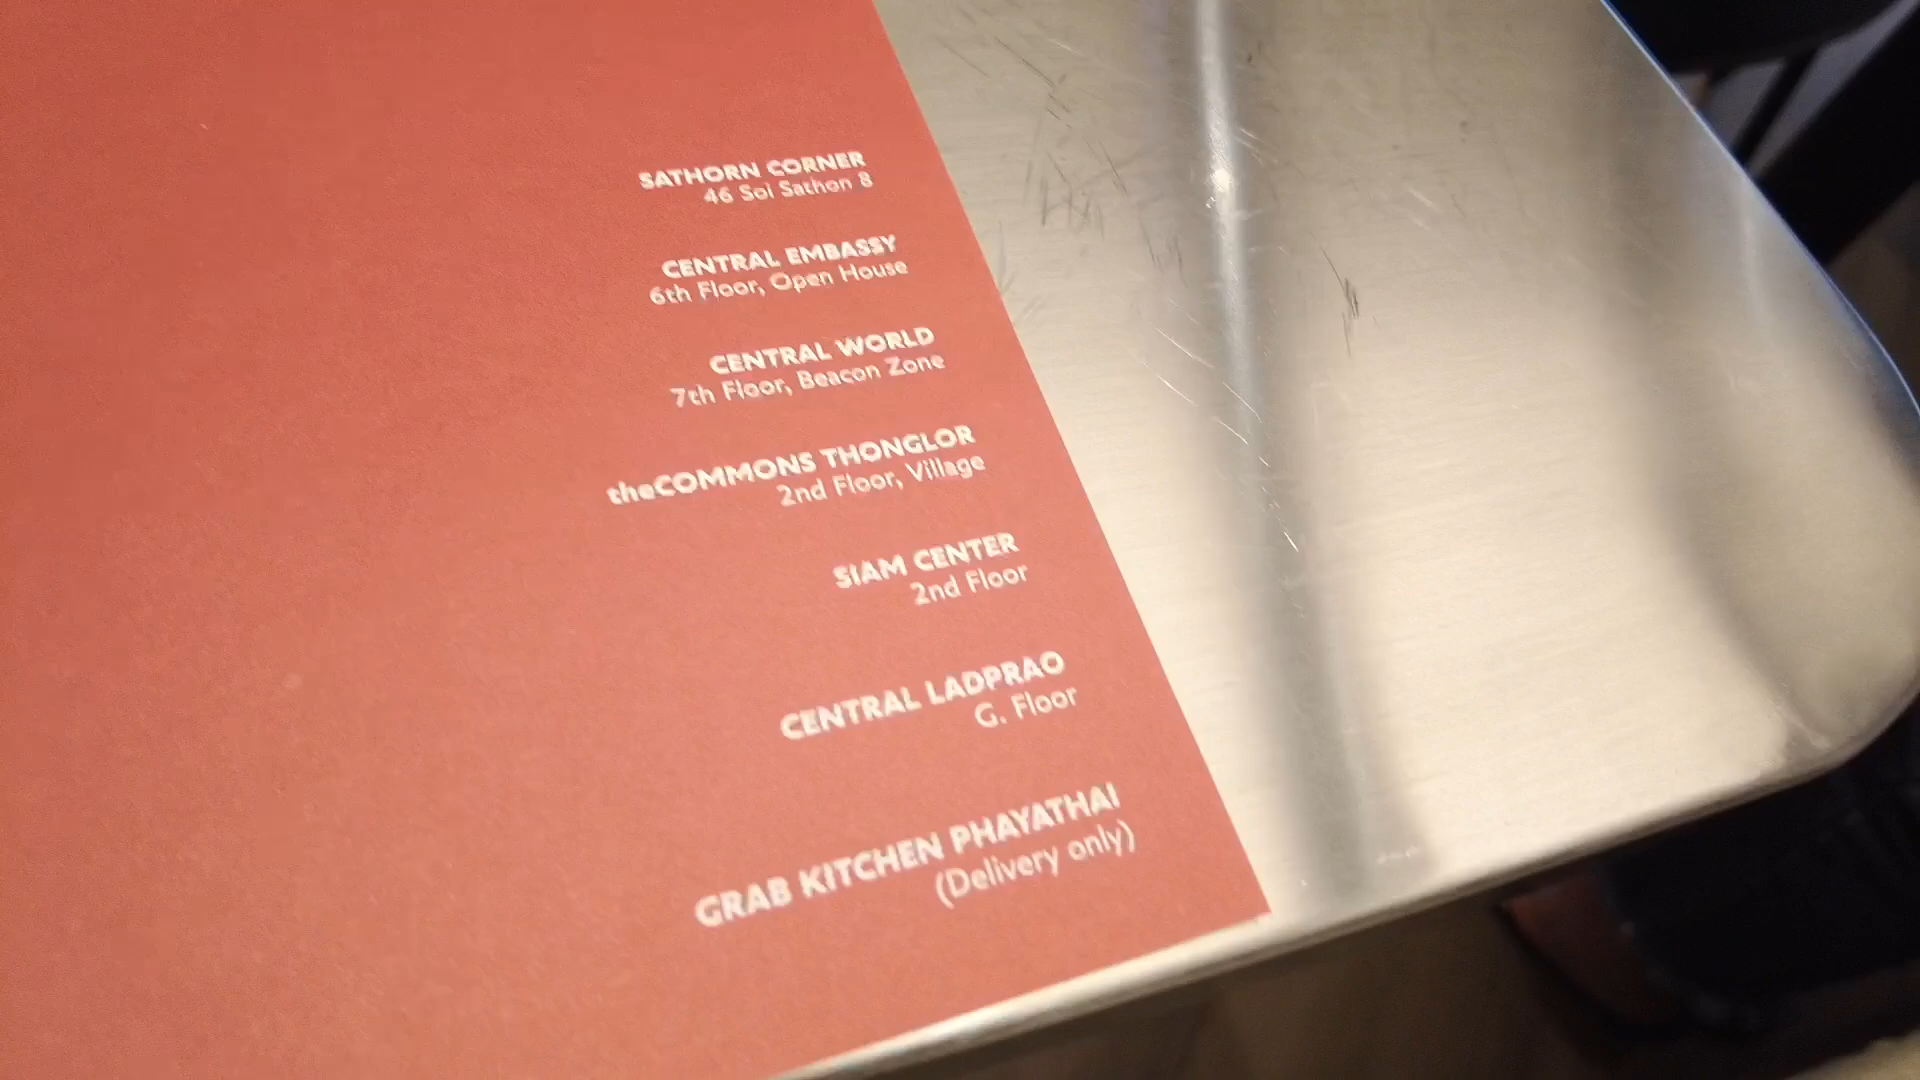 SATHORN CORNER
46 Soi Sathon 8
CENTRAL EMBASSY
6th Floor, Open House
CENTRAL WORLD
7th Floor, Beacon Zone
theCOMMONS THONGLOR
2nd Floor, Village
SIAM CENTER
2nd Floor
CENTRAL LADPRAO
G. Floor
GRAB KITCHEN PHAYATHAI
(Delivery only)